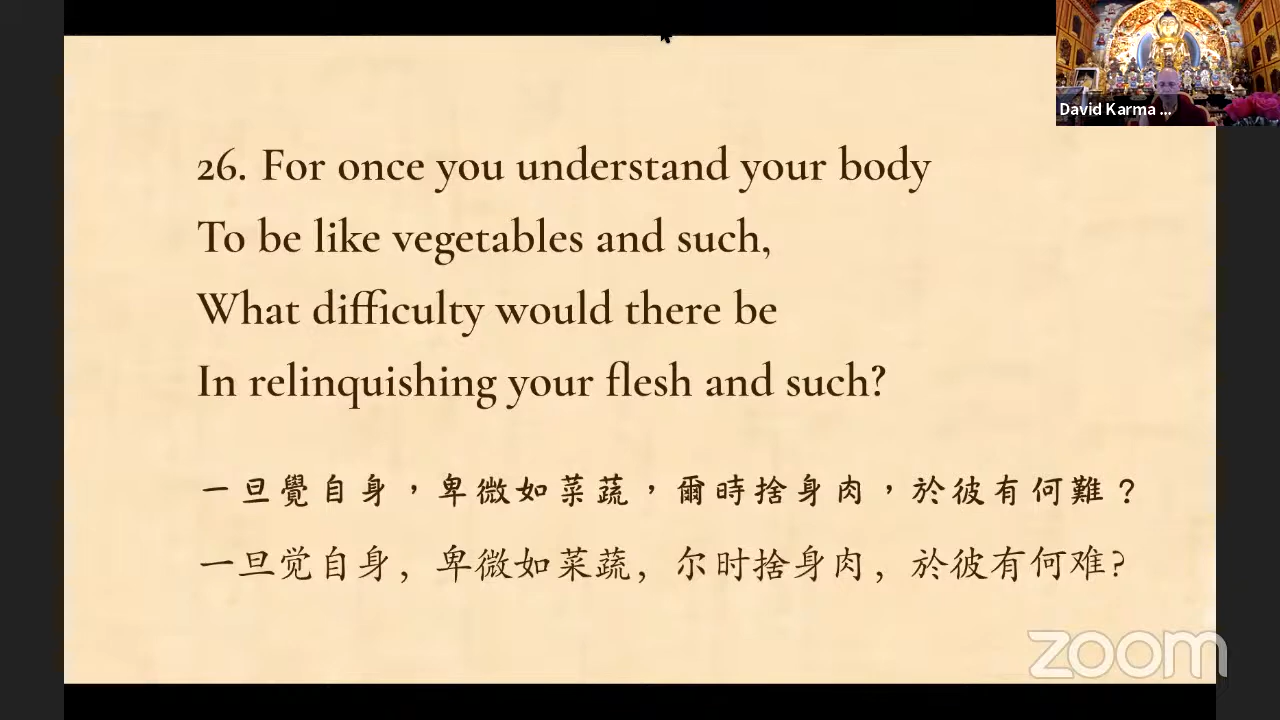 David Karma ...
26. For once you understand your body
To be like vegetables and such,
What difficulty would there be
In relinquishing your flesh and such?
一旦覺自身，卑微如菜蔬，爾時捨身肉，於彼有何難？
一旦觉自身，卑微如菜蔬，尔时捨身肉，於彼有何难?
zoom